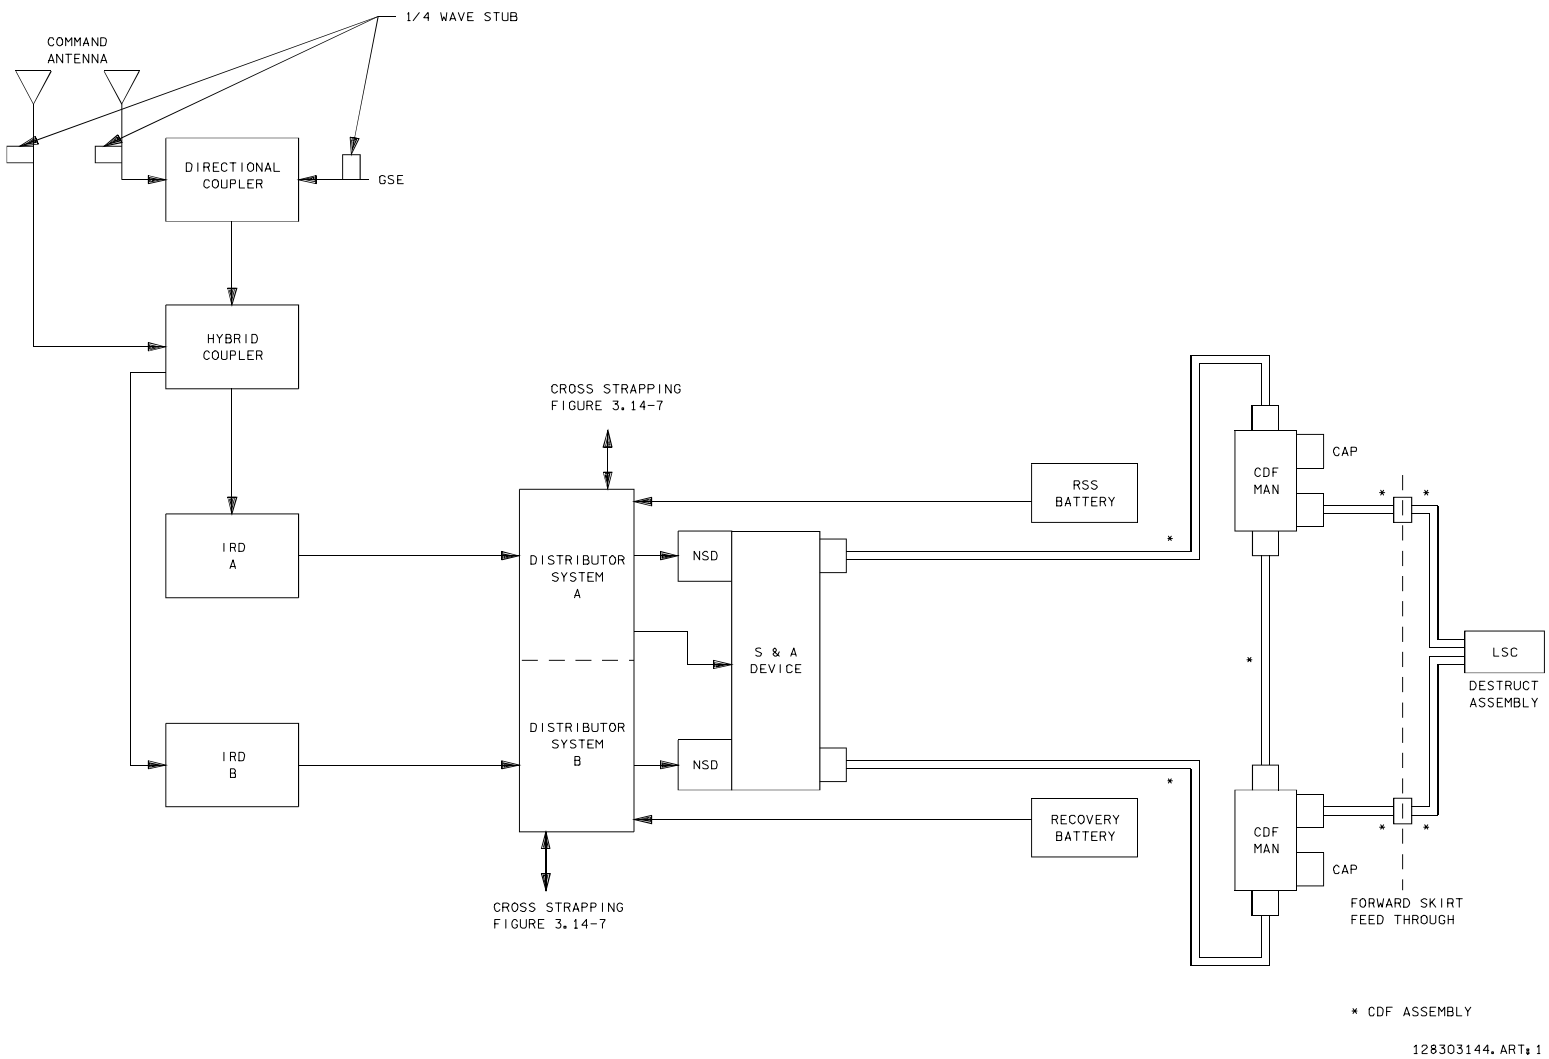 1/4 WAVE STUB
COMMAND
ANTENNA
DIRECTIONAL
COUPLER
GSE
HYBRID
COUPLER
CROSS STRAPPING
FIGURE 3.14-7
IRD
A
DISTRIBUTOR
SYSTEM
A
NSD
RSS
BATTERY
*
CDF
MAN
CAP
*
*
S & A
DEVICE
*
LSC
DESTRUCT
ASSEMBLY
IRD
B
DISTRIBUTOR
SYSTEM
B
NSD
*
RECOVERY
BATTERY
CDF
MAN
CAP
*
*
FORWARD SKIRT
FEED THROUGH
CROSS STRAPPING
FIGURE 3.14-7
* CDF ASSEMBLY
128303144.ART;1